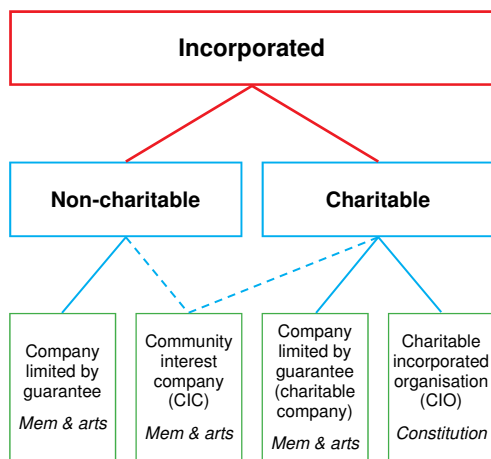 Incorporated
Non-charitable
Charitable
Company
limited by
guarantee
Mem & arts
Community
interest
company
(CIC)
Mem & arts
Company
limited by
guarantee
(charitable
company)
Mem & arts
Charitable
incorporated
organisation
(CIO)
Constitution